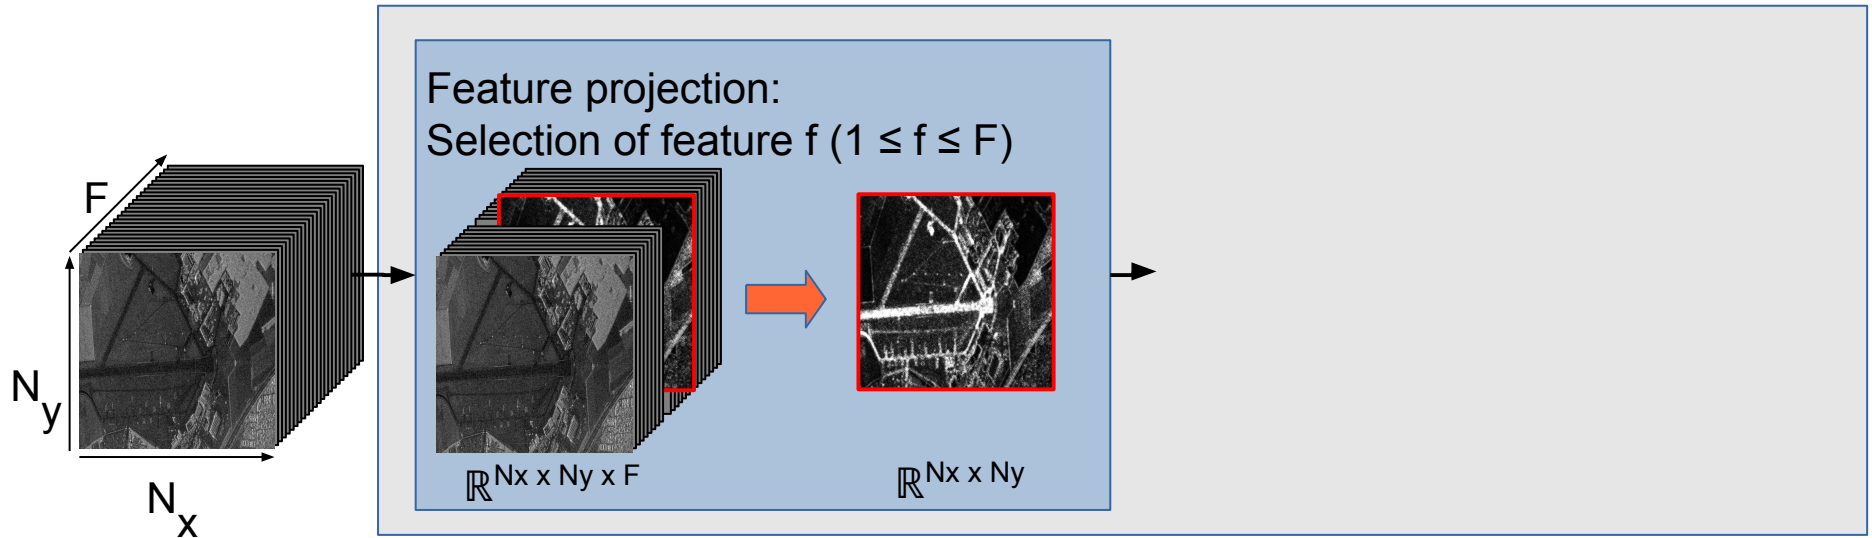 Feature projection:
Selection of feature f (1 ≤ f ≤ F)
F
Ny
Nx
ℝNx x Ny x F
ℝNx x Ny